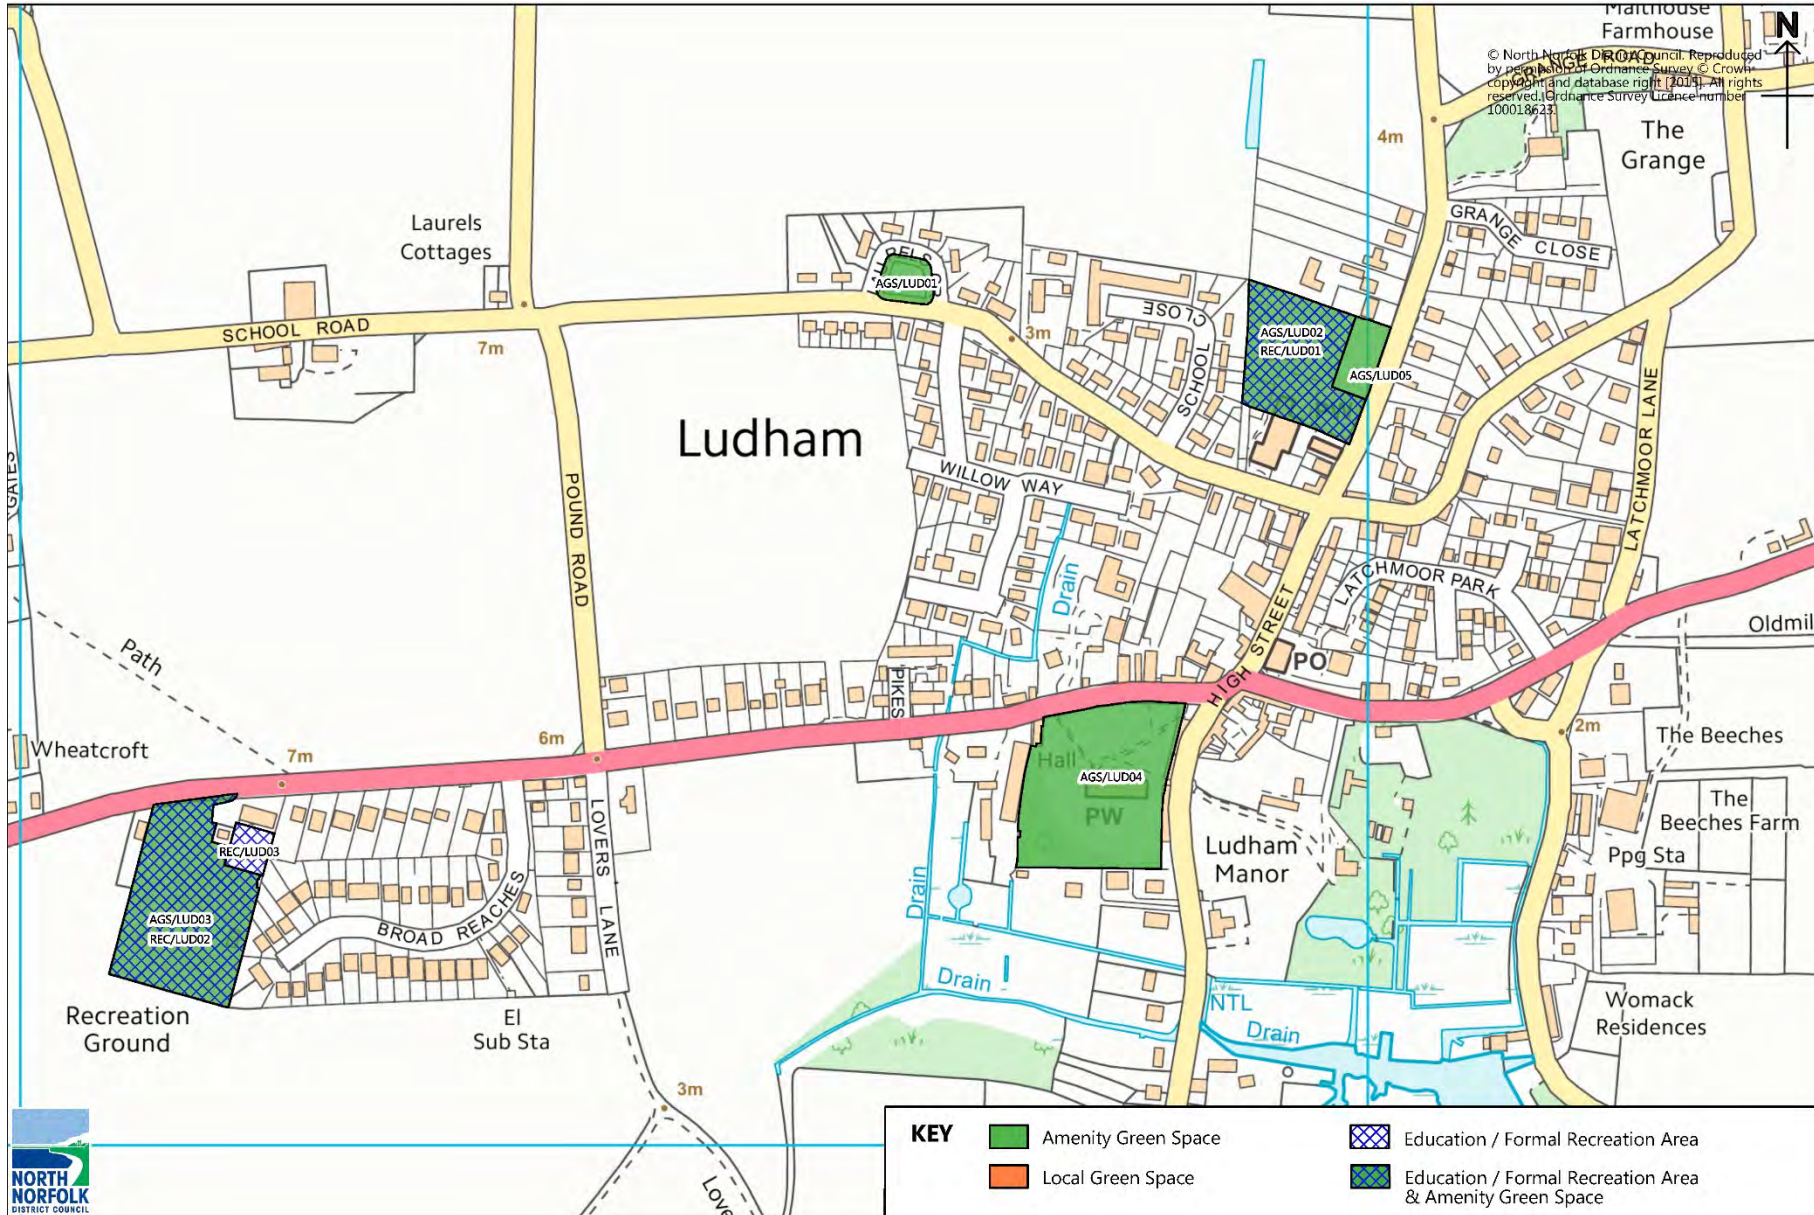 Malthouse
Farmhouse
N
© North Norfolk District Council. Reproduced
by permission of Ordnance Survey © Crown
copyright and database right [2015]. All rights
reserved. Ordnance Survey Licence number
100018623.
GRANGE ROAD
4m
The
Grange
Laurels
Cottages
GRANGE CLOSE
AGS/LUD01
SCHOOL ROAD
7m
3m
SCHOOL CLOSE
AGS/LUD02
REC/LUD01
AGS/LUD05
LATCHMOOR LANE
Ludham
GATES
WILLOW WAY
POUND ROAD
Drain
LATCHMOOR PARK
HIGH STREET
PO
Oldmil
Path
PIKES
Wheatcroft
7m
6m
2m
The Beeches
Hall
AGS/LUD04
PW
The
Beeches Farm
REC/LUD03
LOVERS LANE
Ludham
Manor
Ppg Sta
AGS/LUD03
REC/LUD02
BROAD REACHES
Drain
Drain
NTL
Drain
Recreation
Ground
El
Sub Sta
Womack
Residences
3m
Love
NORTH
NORFOLK
DISTRICT COUNCIL
KEY
Amenity Green Space
Local Green Space
Education / Formal Recreation Area
Education / Formal Recreation Area
& Amenity Green Space